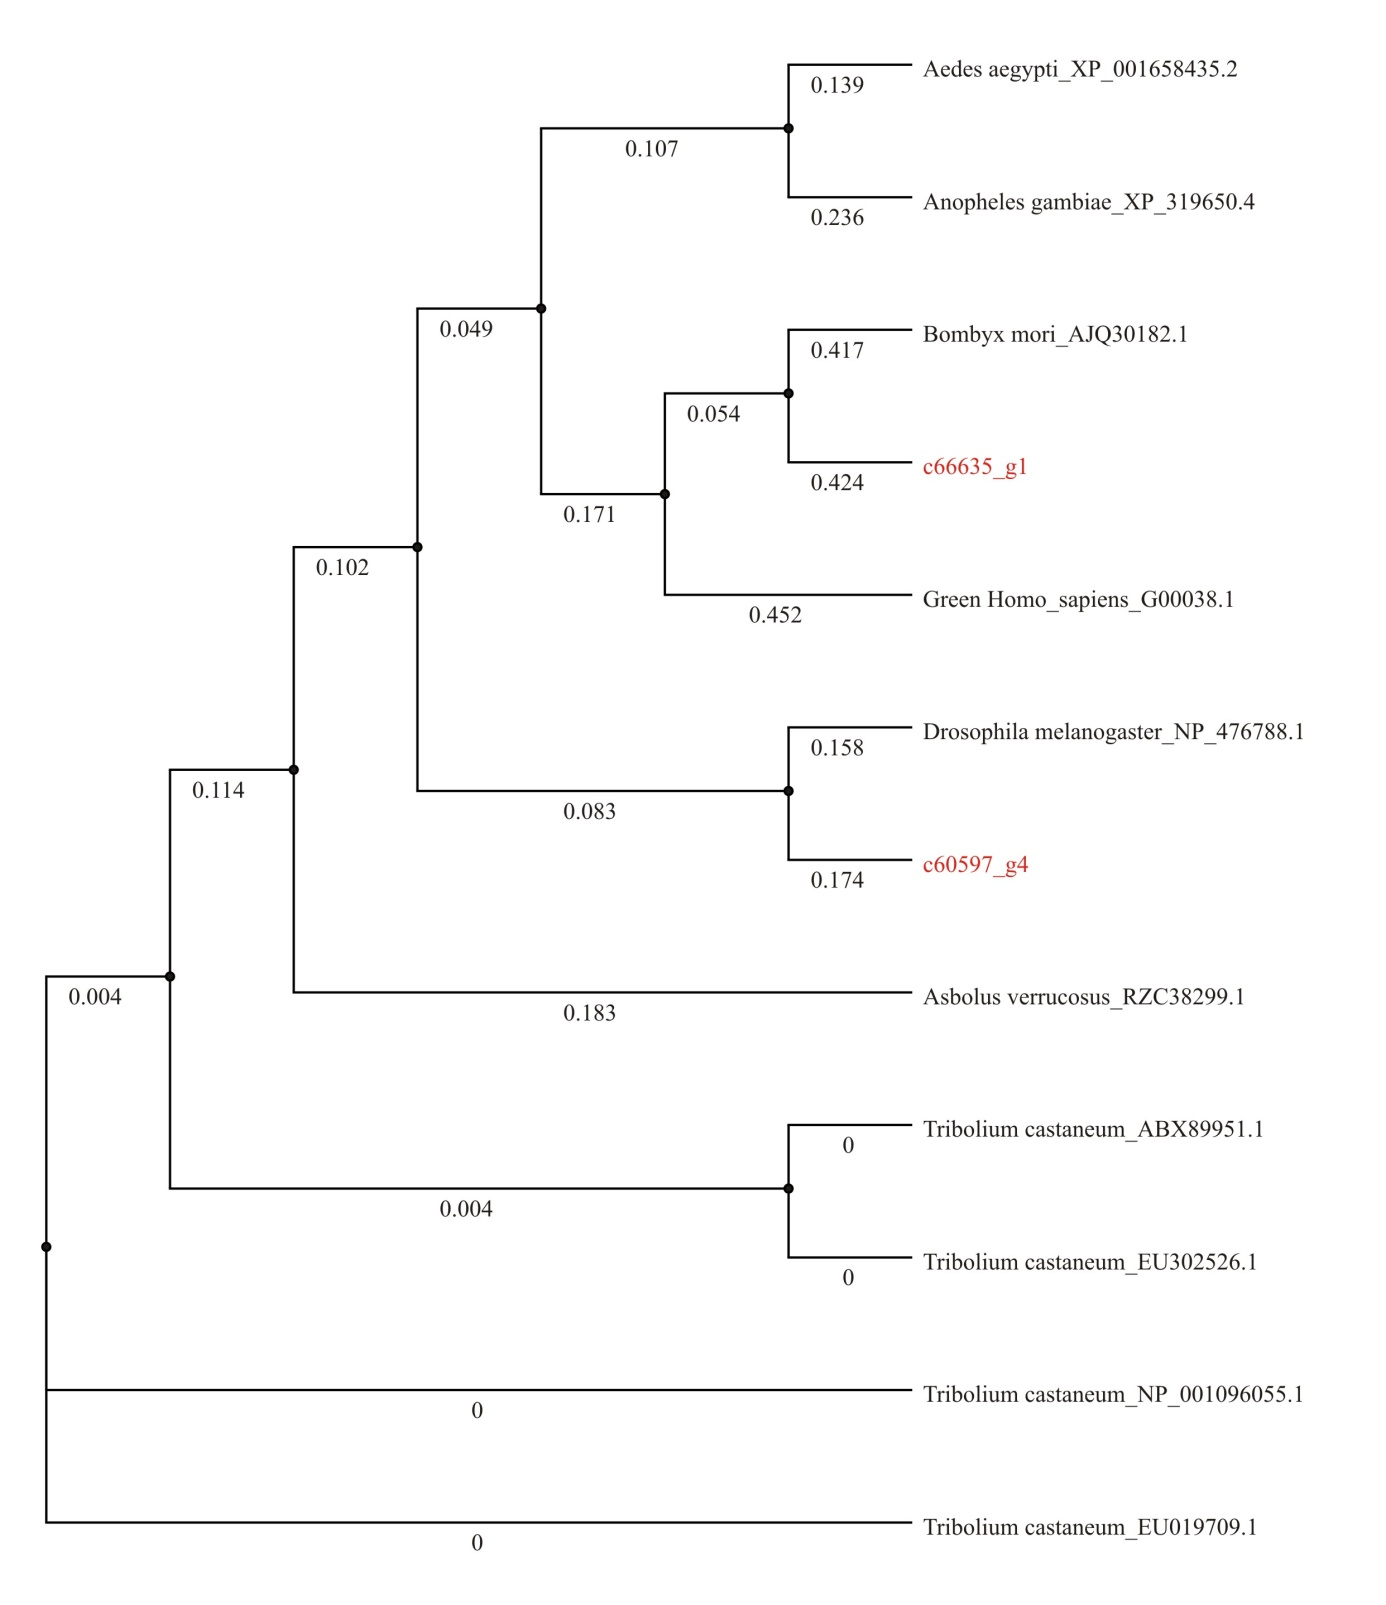 Aedes aegypti_XP_001658435.2
0.139
0.107
Anopheles gambiae_XP_319650.4
0.236
0.049
Bombyx mori_AJQ30182.1
0.417
0.054
c66635_g1
0.424
0.171
0.102
Green Homo_sapiens_G00038.1
0.452
Drosophila melanogaster_NP_476788.1
0.158
0.114
0.083
c60597_g4
0.174
0.004
Asbolus verrucosus_RZC38299.1
0.183
Tribolium castaneum_ABX89951.1
0
0.004
Tribolium castaneum_EU302526.1
0
Tribolium castaneum_NP_001096055.1
0
Tribolium castaneum_EU019709.1
0